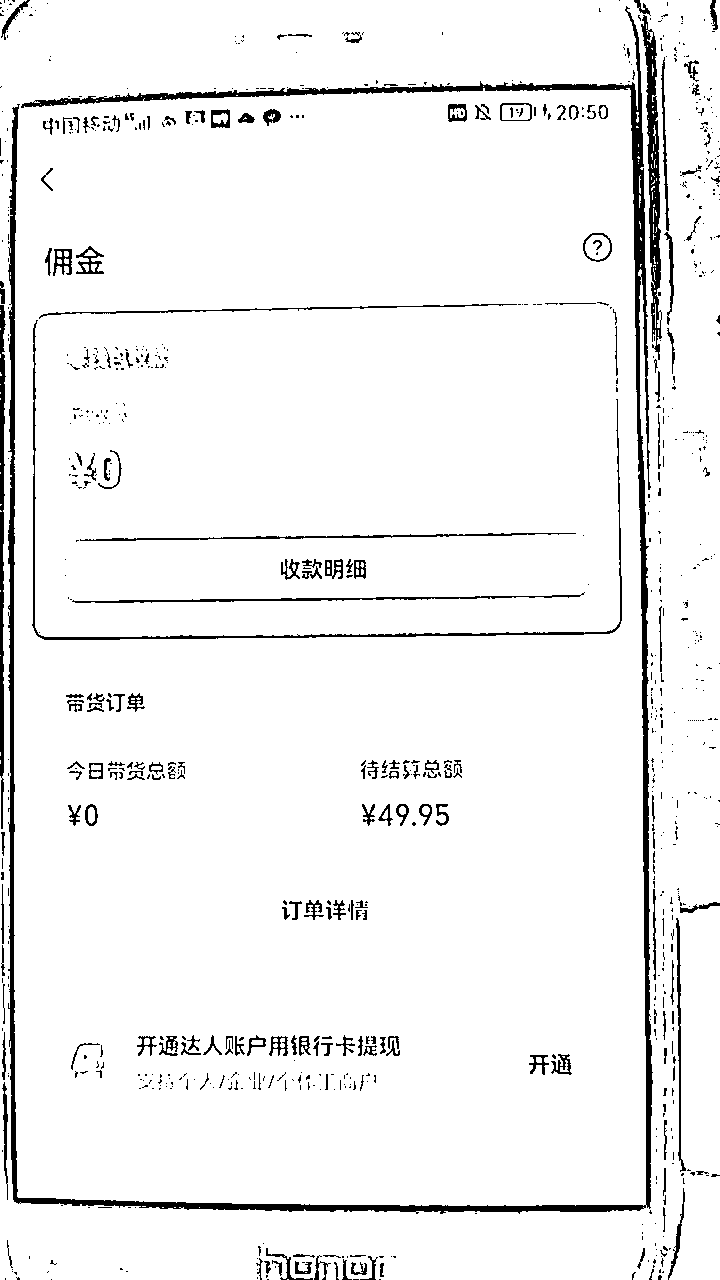 中国移动 HD 19 20:50
佣金
¥0
收款明细
带货订单
今日带货总额 待结算总额
¥0 ¥49.95
订单详情
开通达人账户用银行卡提现
开通
支持个人/企业/个体工商户
honor